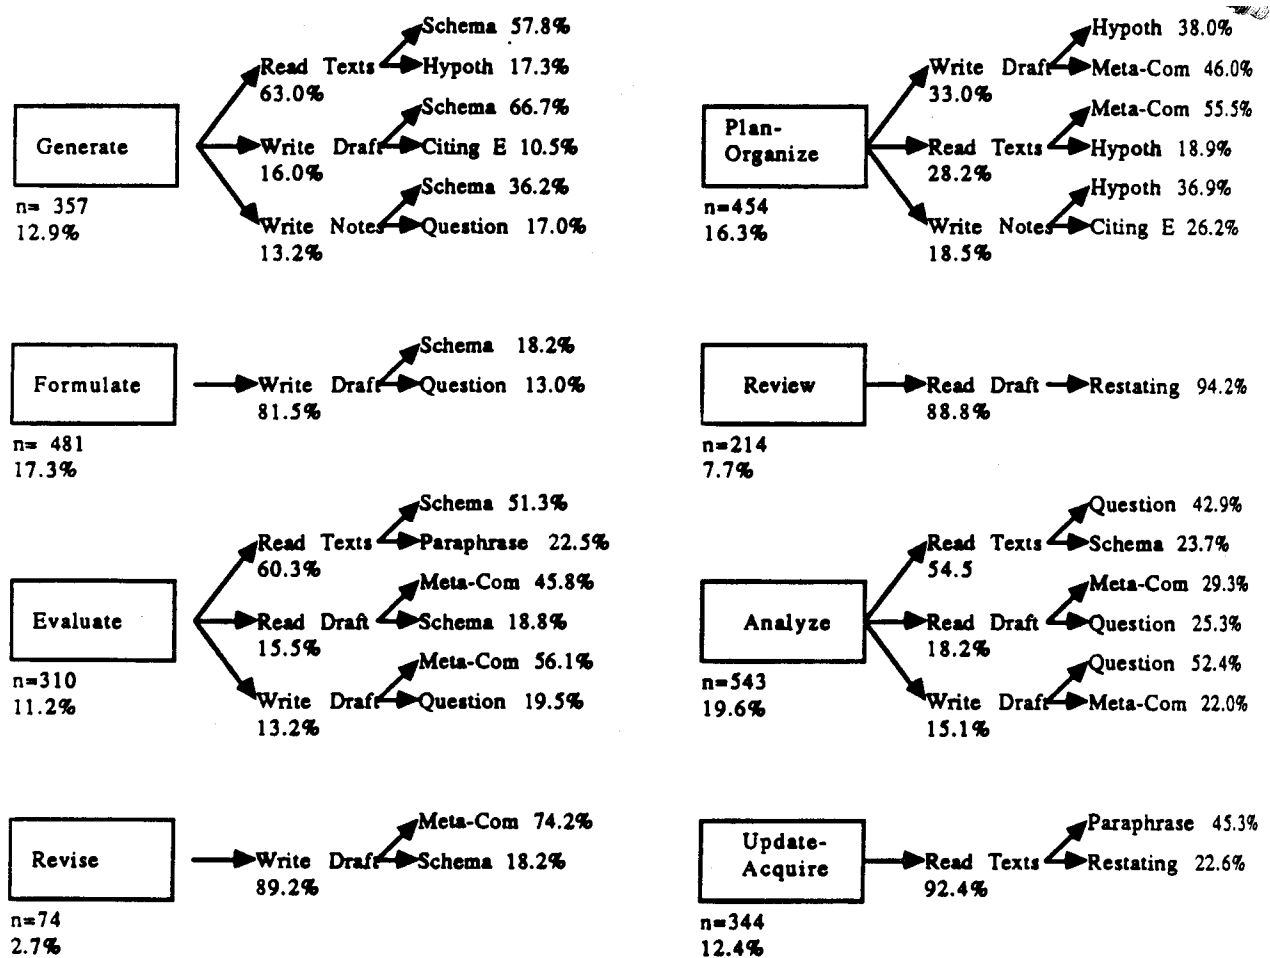 Generate
n= 357
12.9%
Read Texts
63.0%
Schema 57.8%
Hypoth 17.3%
Write Draft
16.0%
Schema 66.7%
Citing E 10.5%
Write Notes
13.2%
Schema 36.2%
Question 17.0%
Plan-
Organize
n=454
16.3%
Write Draft
33.0%
Hypoth 38.0%
Meta-Com 46.0%
Read Texts
28.2%
Meta-Com 55.5%
Hypoth 18.9%
Write Notes
18.5%
Hypoth 36.9%
Citing E 26.2%
Formulate
n= 481
17.3%
Write Draft
81.5%
Schema 18.2%
Question 13.0%
Review
n=214
7.7%
Read Draft
88.8%
Restating 94.2%
Evaluate
n=310
11.2%
Read Texts
60.3%
Schema 51.3%
Paraphrase 22.5%
Read Draft
15.5%
Meta-Com 45.8%
Schema 18.8%
Write Draft
13.2%
Meta-Com 56.1%
Question 19.5%
Analyze
n=543
19.6%
Read Texts
54.5
Question 42.9%
Schema 23.7%
Read Draft
18.2%
Meta-Com 29.3%
Question 25.3%
Write Draft
15.1%
Question 52.4%
Meta-Com 22.0%
Revise
n=74
2.7%
Write Draft
89.2%
Meta-Com 74.2%
Schema 18.2%
Update-
Acquire
n=344
12.4%
Read Texts
92.4%
Paraphrase 45.3%
Restating 22.6%